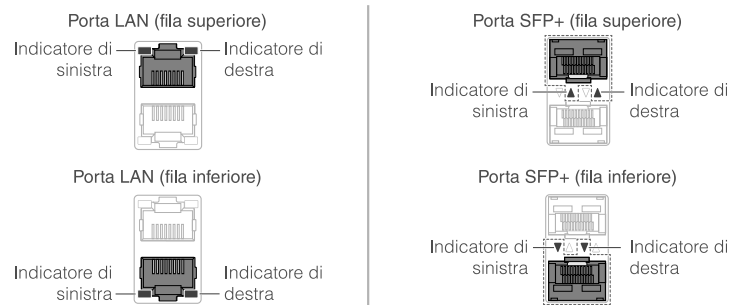 Porta LAN (fila superiore)
Indicatore di
sinistra
Indicatore di
destra
Porta LAN (fila inferiore)
Indicatore di
sinistra
Indicatore di
destra
Porta SFP+ (fila superiore)
Indicatore di
sinistra
Indicatore di
destra
Porta SFP+ (fila inferiore)
Indicatore di
sinistra
Indicatore di
destra